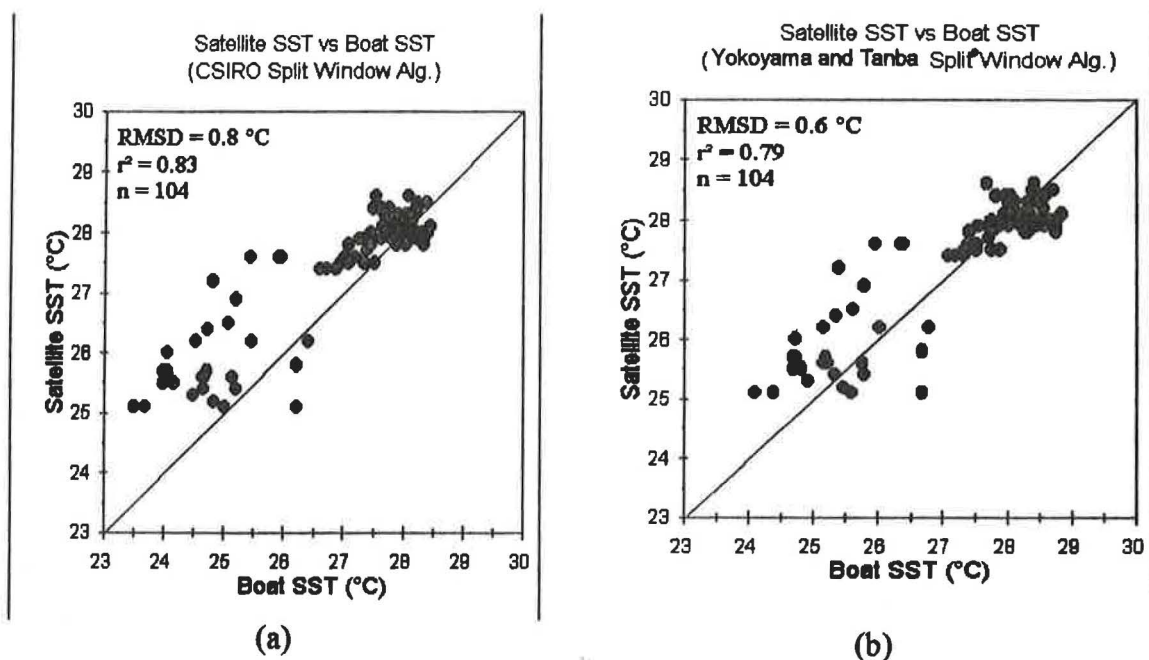 Satellite SST vs Boat SST
(CSIRO Split Window Alg.)
RMSD = 0.8 °C
r² = 0.83
n = 104
30
29
28
27
26
25
24
23
Satellite SST (°C)
23 24 25 26 27 28 29 30
Boat SST (°C)
(a)
Satellite SST vs Boat SST
(Yokoyama and Tanba Split Window Alg.)
RMSD = 0.6 °C
r² = 0.79
n = 104
30
29
28
27
26
25
24
23
Satellite SST (°C)
23 24 25 26 27 28 29 30
Boat SST (°C)
(b)